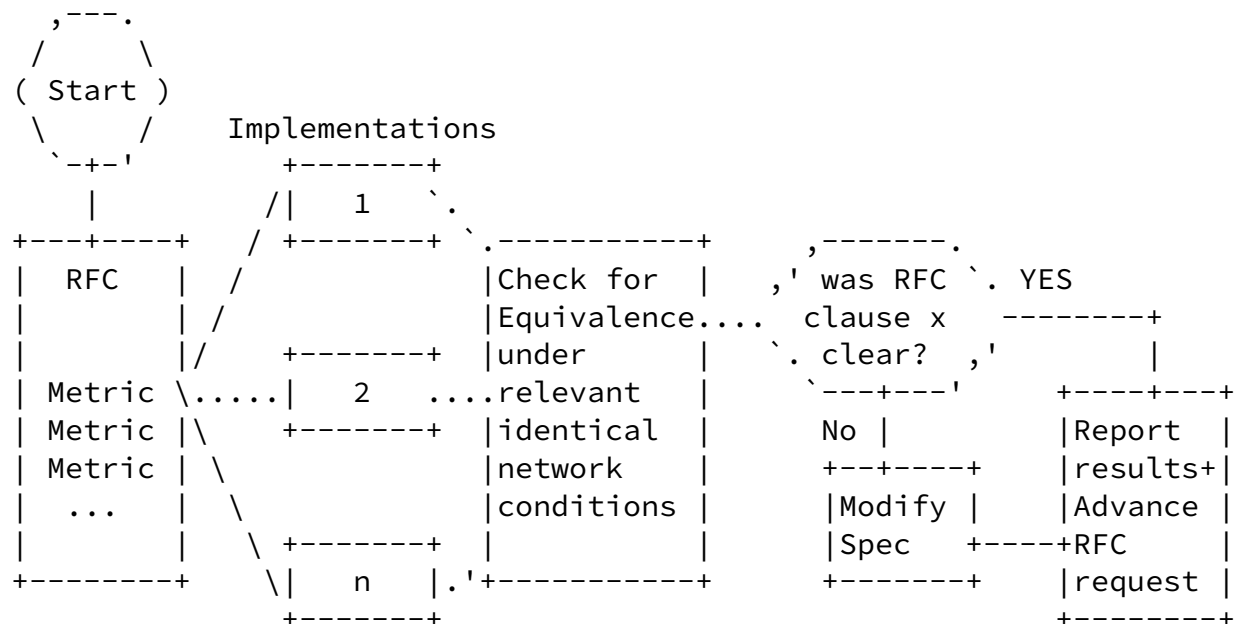 Start
Implementations
1
RFC
Metric
Metric
Metric
...
2
n
Check for
Equivalence
under
relevant
identical
network
conditions
was RFC
clause x
clear?
YES
No
Modify
Spec
Report
results+
Advance
RFC
request